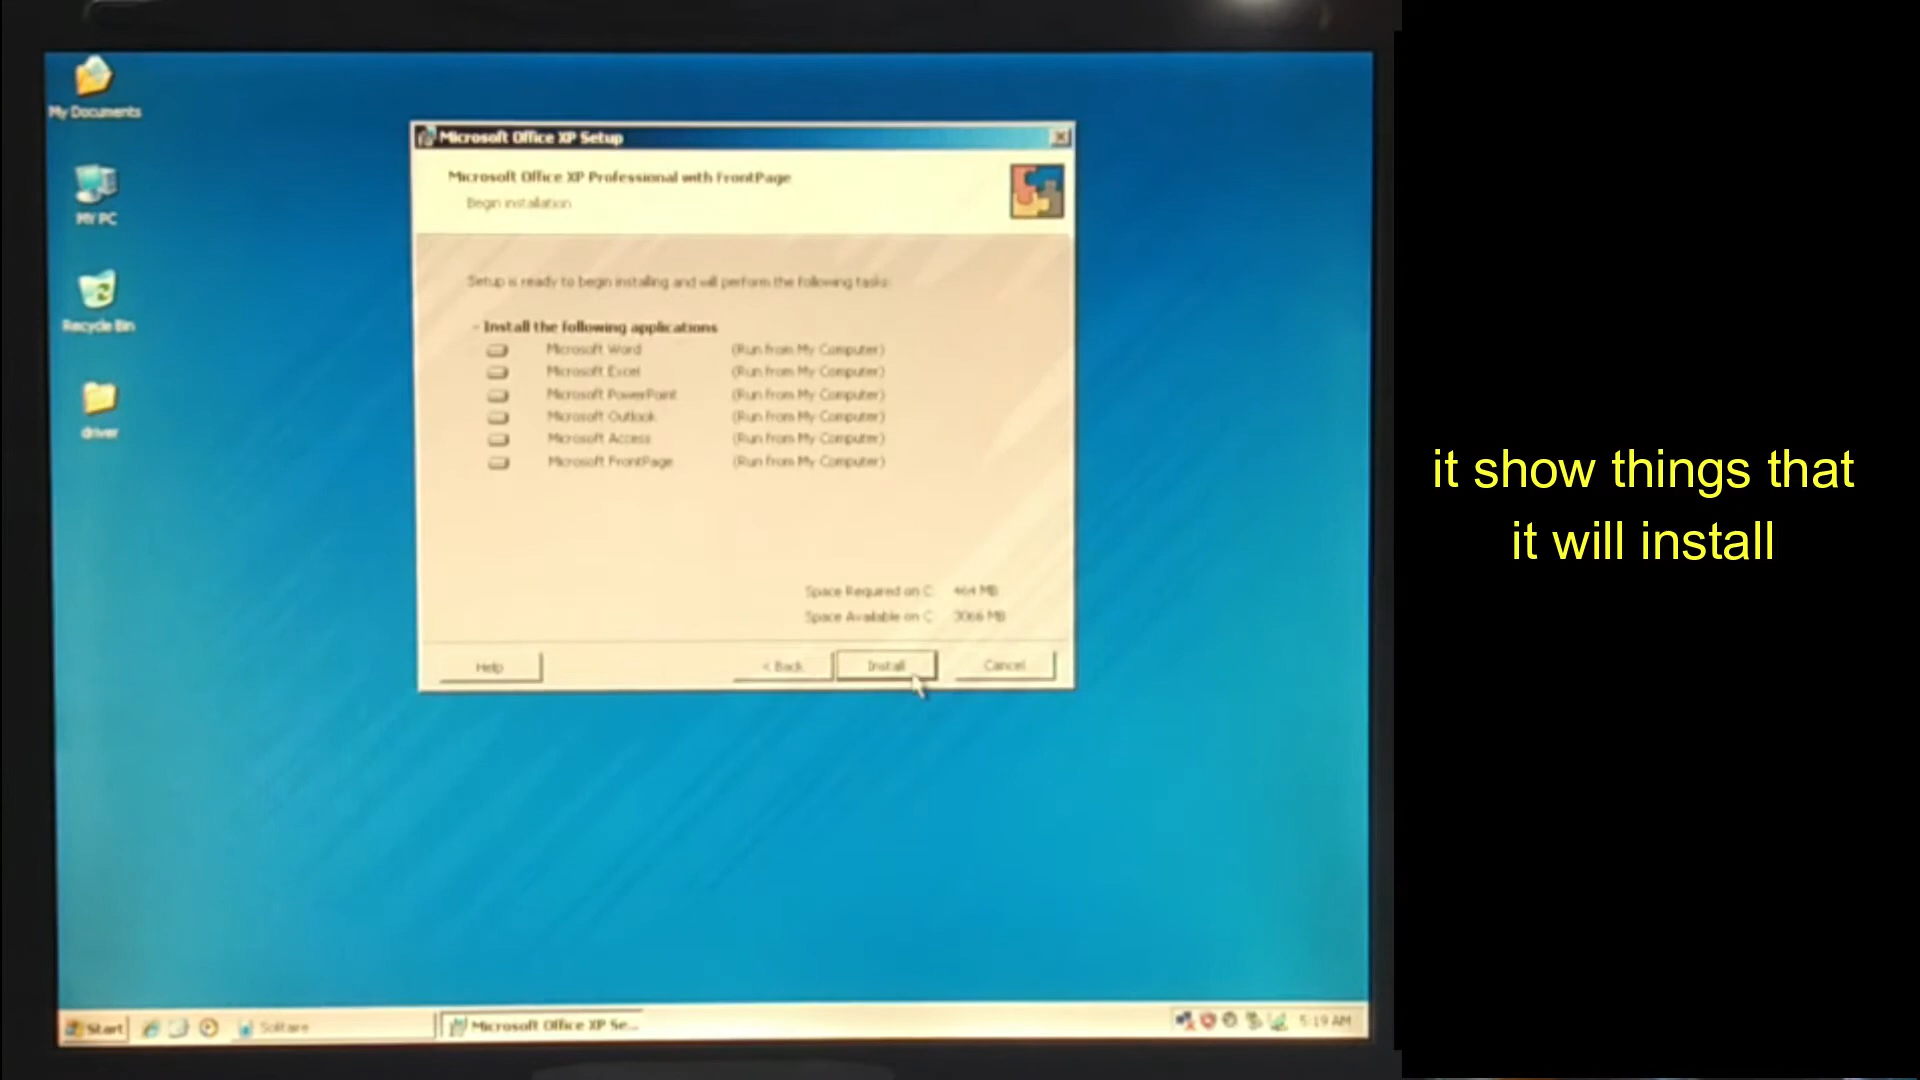 My Documents
MY PC
Recycle Bin
driver
Microsoft Office XP Setup
Microsoft Office XP Professional with FrontPage
Begin installation
Setup is ready to begin installing and will perform the following tasks:
- Install the following applications
Microsoft Word (Run from My Computer)
Microsoft Excel (Run from My Computer)
Microsoft PowerPoint (Run from My Computer)
Microsoft Outlook (Run from My Computer)
Microsoft Access (Run from My Computer)
Microsoft FrontPage (Run from My Computer)
Space Required on C: 464 MB
Space Available on C: 3066 MB
Help
< Back
Install
Cancel
it show things that
it will install
Start
Solitaire
Microsoft Office XP Se...
5:19 AM